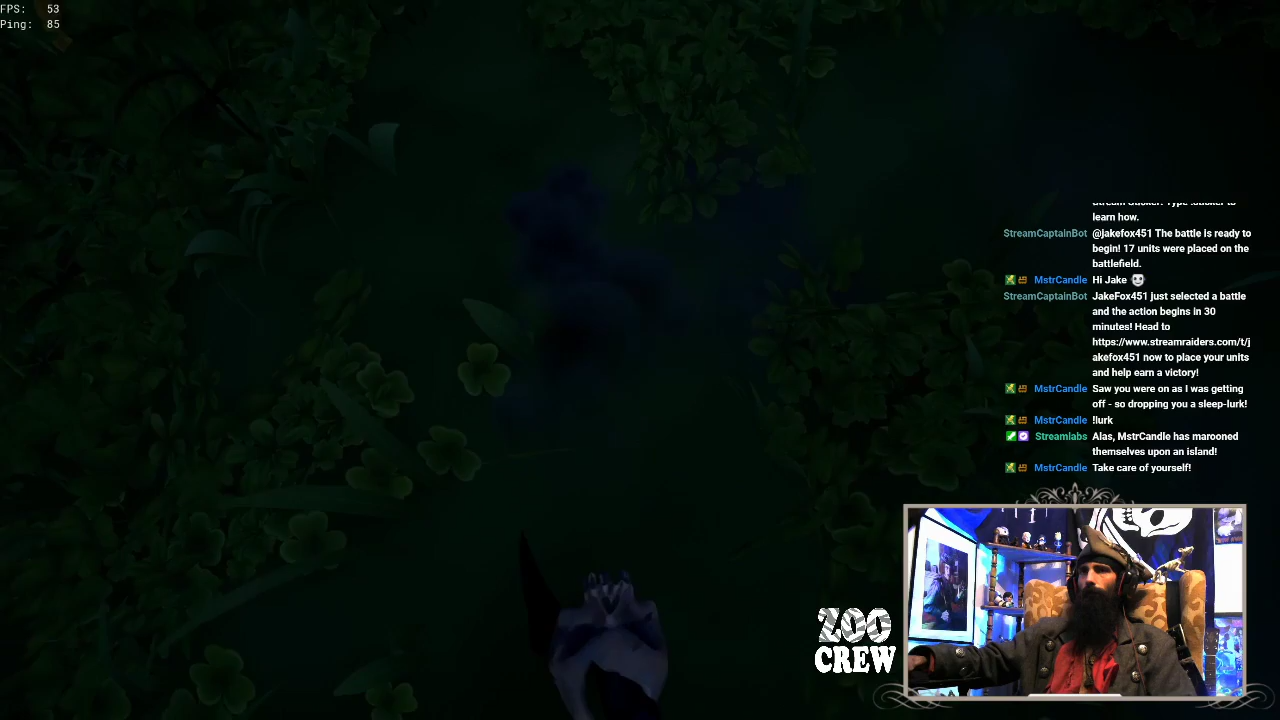 FPS: 53
Ping: 85
learn how.
StreamCaptainBot @jakefox451 The battle is ready to
begin! 17 units were placed on the
battlefield.
MstrCandle Hi Jake
StreamCaptainBot JakeFox451 just selected a battle
and the action begins in 30
minutes! Head to
https://www.streamraiders.com/t/j
akefox451 now to place your units
and help earn a victory!
MstrCandle Saw you were on as I was getting
off - so dropping you a sleep-lurk!
MstrCandle !lurk
Streamlabs Alas, MstrCandle has marooned
themselves upon an island!
MstrCandle Take care of yourself!
ZOO
CREW